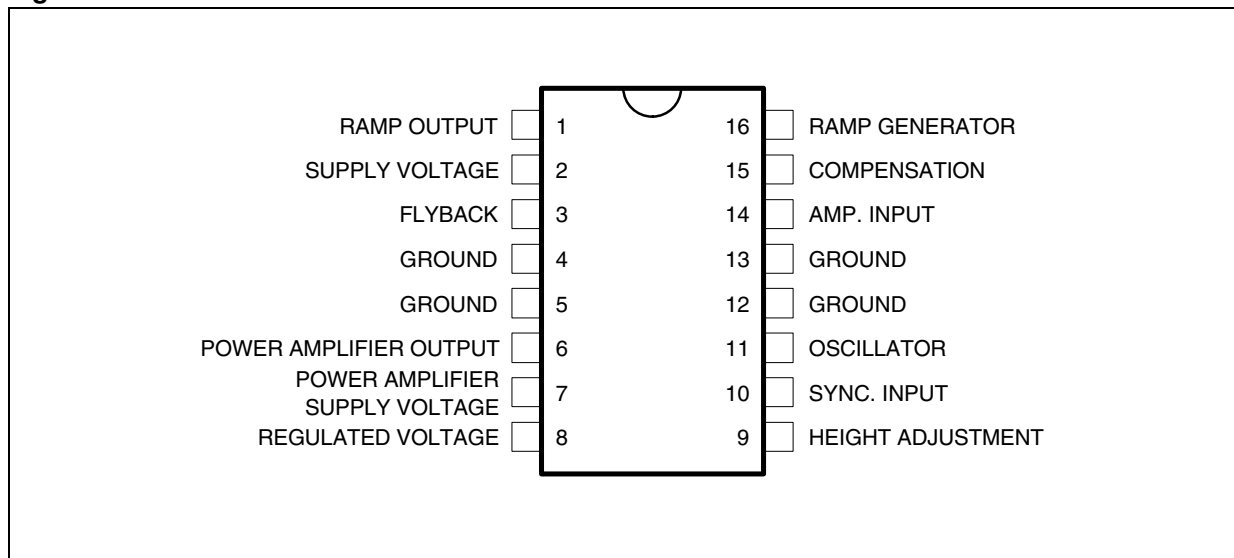 RAMP OUTPUT 1 16 RAMP GENERATOR
SUPPLY VOLTAGE 2 15 COMPENSATION
FLYBACK 3 14 AMP. INPUT
GROUND 4 13 GROUND
GROUND 5 12 GROUND
POWER AMPLIFIER OUTPUT 6 11 OSCILLATOR
POWER AMPLIFIER
SUPPLY VOLTAGE 7 10 SYNC. INPUT
REGULATED VOLTAGE 8 9 HEIGHT ADJUSTMENT